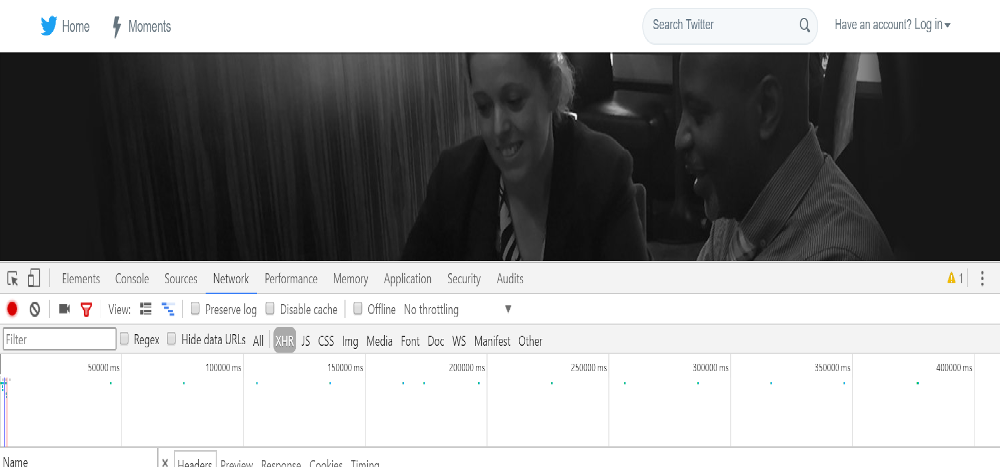 Home Moments Search Twitter Have an account? Log in
Elements Console Sources Network Performance Memory Application Security Audits 1
View: Preserve log Disable cache Offline No throttling
Filter Regex Hide data URLs All XHR JS CSS Img Media Font Doc WS Manifest Other
50000 ms 100000 ms 150000 ms 200000 ms 250000 ms 300000 ms 350000 ms 400000 ms
Name X Headers Preview Response Cookies Timing